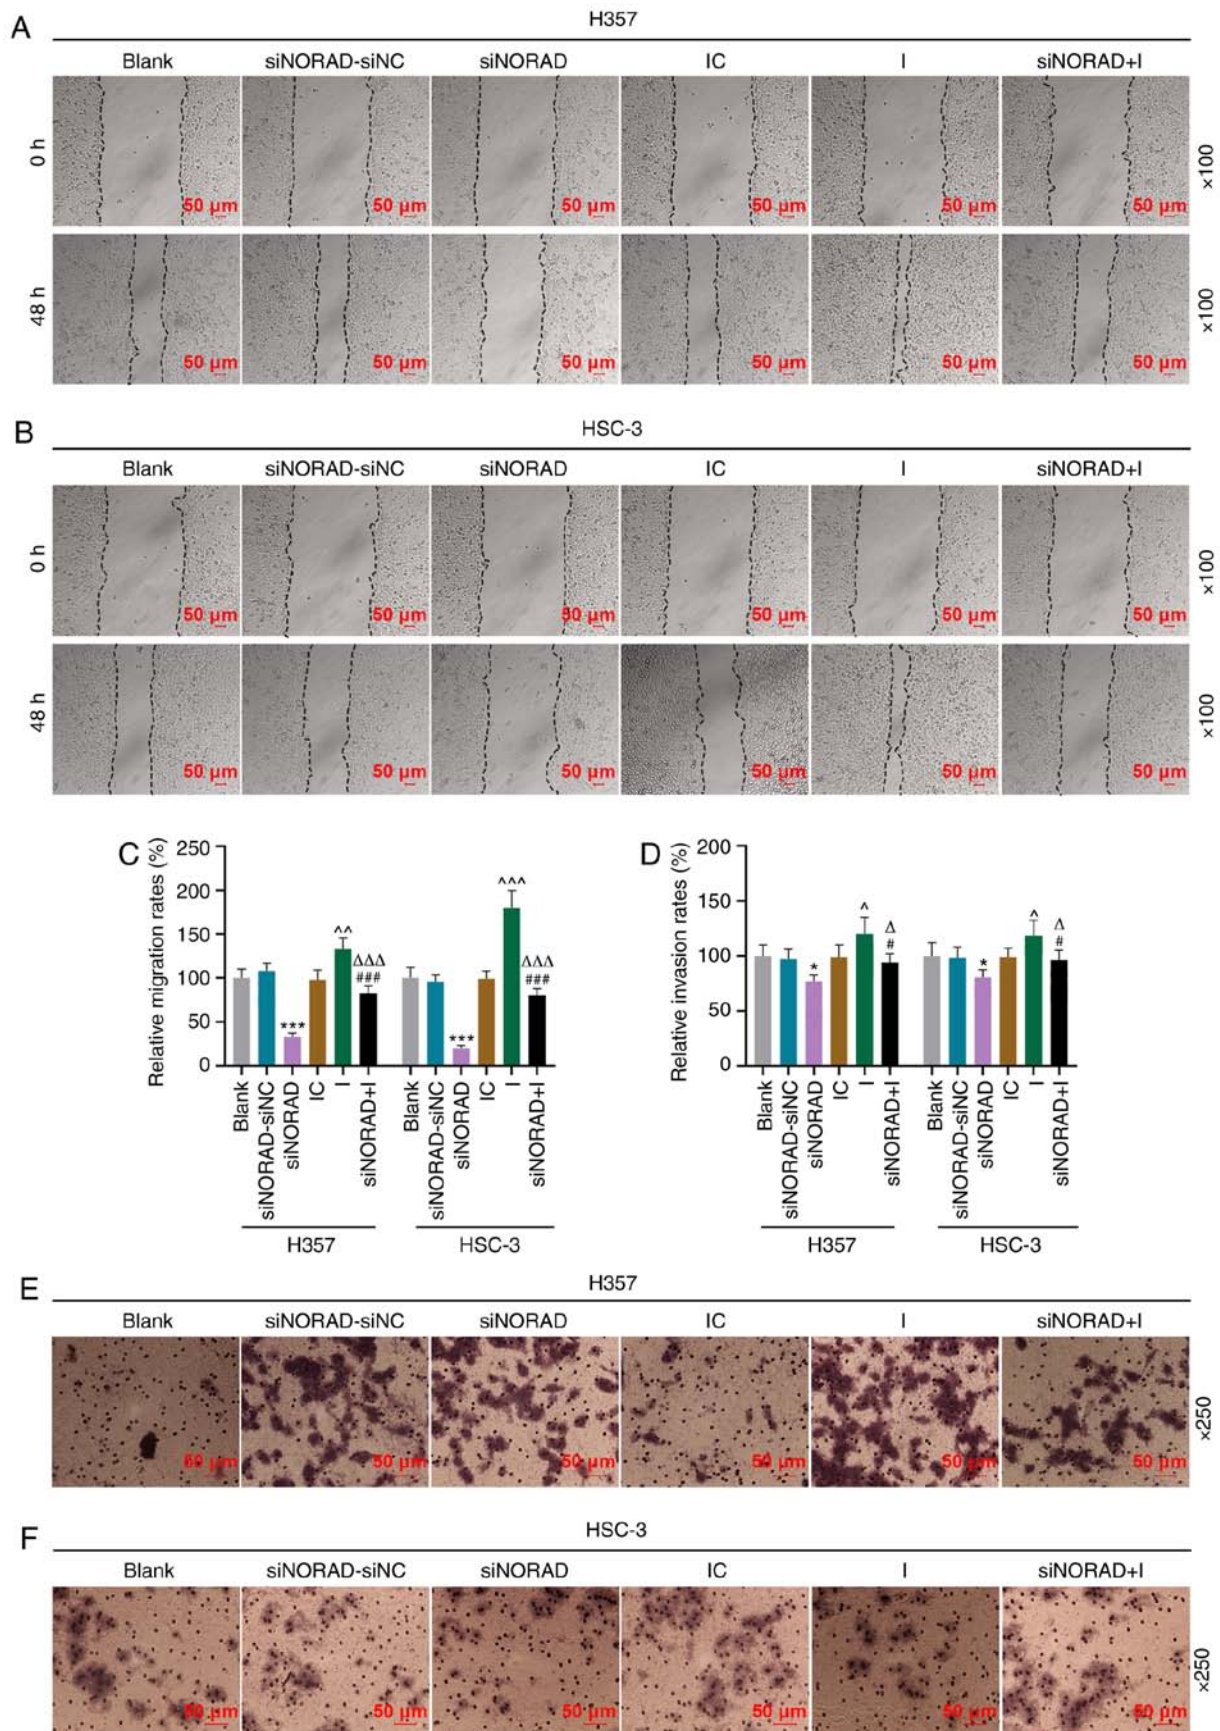 A
H357
Blank siNORAD-siNC siNORAD IC I siNORAD+I
0 h
50 µm 50 µm 50 µm 50 µm 50 µm 50 µm
×100
48 h
50 µm 50 µm 50 µm 50 µm 50 µm 50 µm
×100
B
HSC-3
Blank siNORAD-siNC siNORAD IC I siNORAD+I
0 h
50 µm 50 µm 50 µm 50 µm 50 µm 50 µm
×100
48 h
50 µm 50 µm 50 µm 50 µm 50 µm 50 µm
×100
C
Relative migration rates (%)
250
200
150
100
50
0
***
^^
ΔΔΔ
###
***
^^^
ΔΔΔ
###
Blank siNORAD-siNC siNORAD IC I siNORAD+I Blank siNORAD-siNC siNORAD IC I siNORAD+I
H357 HSC-3
D
Relative invasion rates (%)
200
150
100
50
0
*
^
Δ
#
*
^
Δ
#
Blank siNORAD-siNC siNORAD IC I siNORAD+I Blank siNORAD-siNC siNORAD IC I siNORAD+I
H357 HSC-3
E
H357
Blank siNORAD-siNC siNORAD IC I siNORAD+I
50 µm 50 µm 50 µm 50 µm 50 µm 50 µm
×250
F
HSC-3
Blank siNORAD-siNC siNORAD IC I siNORAD+I
50 µm 50 µm 50 µm 50 µm 50 µm 50 µm
×250